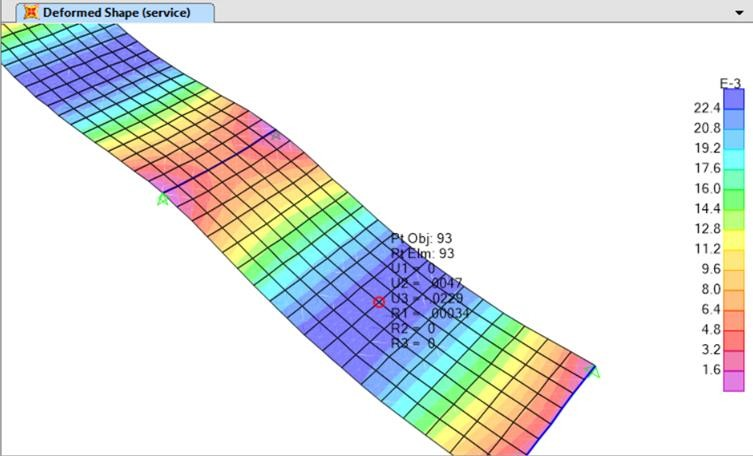 Deformed Shape (service)
E-3
22.4
20.8
19.2
17.6
16.0
14.4
12.8
11.2
9.6
8.0
6.4
4.8
3.2
1.6
Pt Obj: 93
Pt Elm: 93
U1 = 0
U2 = .0047
U3 = -.0229
R1 = .00034
R2 = 0
R3 = 0